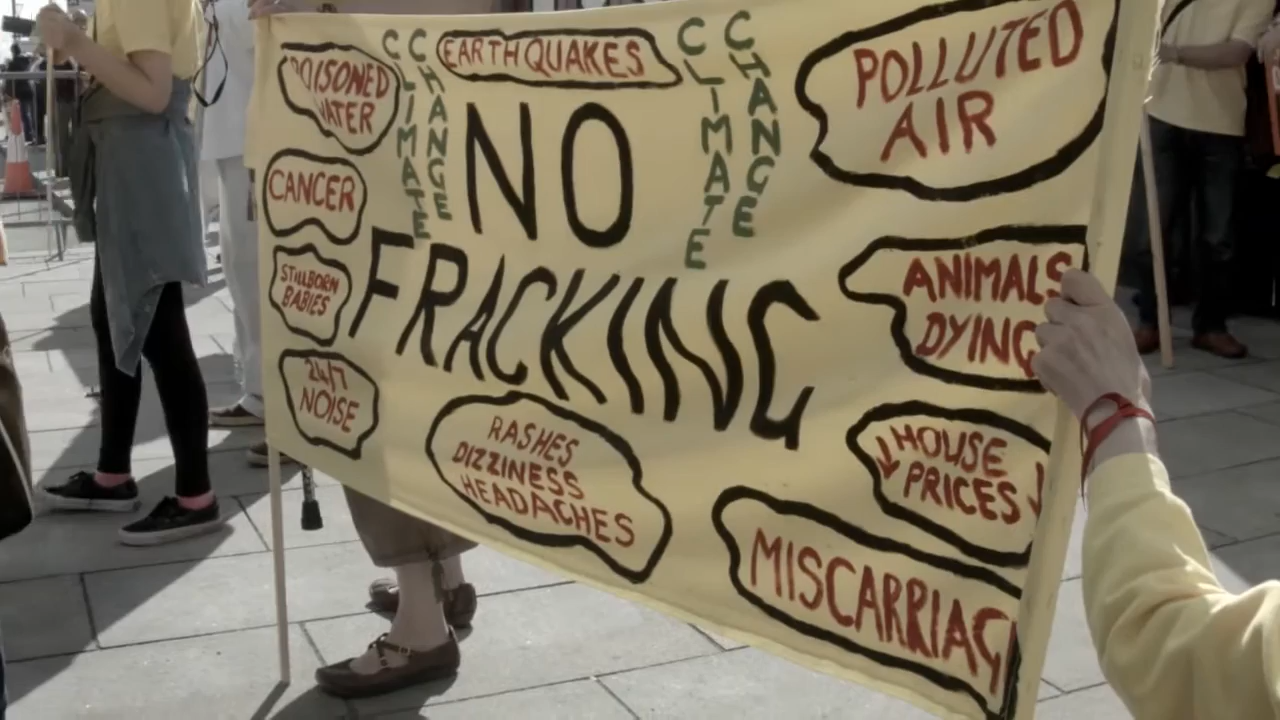 POISONED
WATER
CLIMATE
CHANGE
EARTHQUAKES
CLIMATE
CHANGE
POLLUTED
AIR
CANCER
NO
FRACKING
STILLBORN
BABIES
ANIMALS
DYING
24/7
NOISE
RASHES
DIZZINESS
HEADACHES
↓HOUSE
PRICES↓
MISCARRIAG